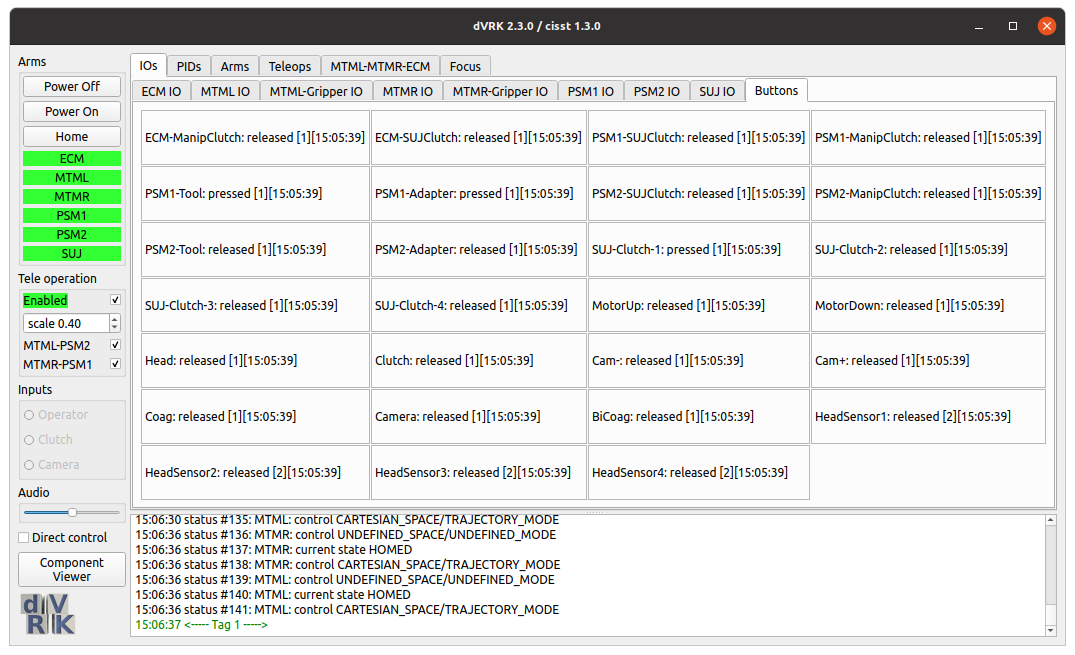 dVRK 2.3.0 / cisst 1.3.0
Arms
Power Off
Power On
Home
ECM
MTML
MTMR
PSM1
PSM2
SUJ
Tele operation
Enabled
scale 0.40
MTML-PSM2
MTMR-PSM1
Inputs
Operator
Clutch
Camera
Audio
Direct control
Component
Viewer
dV
RK
IOs PIDs Arms Teleops MTML-MTMR-ECM Focus
ECM IO MTML IO MTML-Gripper IO MTMR IO MTMR-Gripper IO PSM1 IO PSM2 IO SUJ IO Buttons
ECM-ManipClutch: released [1][15:05:39] ECM-SUJClutch: released [1][15:05:39] PSM1-SUJClutch: released [1][15:05:39] PSM1-ManipClutch: released [1][15:05:39]
PSM1-Tool: pressed [1][15:05:39] PSM1-Adapter: pressed [1][15:05:39] PSM2-SUJClutch: released [1][15:05:39] PSM2-ManipClutch: released [1][15:05:39]
PSM2-Tool: released [1][15:05:39] PSM2-Adapter: released [1][15:05:39] SUJ-Clutch-1: pressed [1][15:05:39] SUJ-Clutch-2: released [1][15:05:39]
SUJ-Clutch-3: released [1][15:05:39] SUJ-Clutch-4: released [1][15:05:39] MotorUp: released [1][15:05:39] MotorDown: released [1][15:05:39]
Head: released [1][15:05:39] Clutch: released [1][15:05:39] Cam-: released [1][15:05:39] Cam+: released [1][15:05:39]
Coag: released [1][15:05:39] Camera: released [1][15:05:39] BiCoag: released [1][15:05:39] HeadSensor1: released [2][15:05:39]
HeadSensor2: released [2][15:05:39] HeadSensor3: released [2][15:05:39] HeadSensor4: released [2][15:05:39]
15:06:30 status #135: MTML: control CARTESIAN_SPACE/TRAJECTORY_MODE
15:06:36 status #136: MTMR: control UNDEFINED_SPACE/UNDEFINED_MODE
15:06:36 status #137: MTMR: current state HOMED
15:06:36 status #138: MTMR: control CARTESIAN_SPACE/TRAJECTORY_MODE
15:06:36 status #139: MTML: control UNDEFINED_SPACE/UNDEFINED_MODE
15:06:36 status #140: MTML: current state HOMED
15:06:36 status #141: MTML: control CARTESIAN_SPACE/TRAJECTORY_MODE
15:06:37 <----- Tag 1 ----->